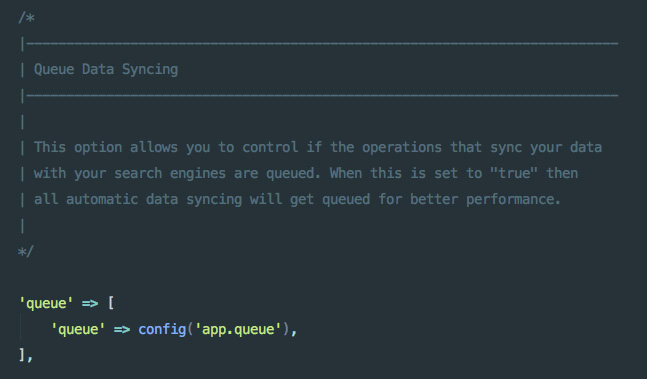 /*
|--------------------------------------------------------------------------
| Queue Data Syncing
|--------------------------------------------------------------------------
|
| This option allows you to control if the operations that sync your data
| with your search engines are queued. When this is set to "true" then
| all automatic data syncing will get queued for better performance.
|
*/
'queue' => [
'queue' => config('app.queue'),
],